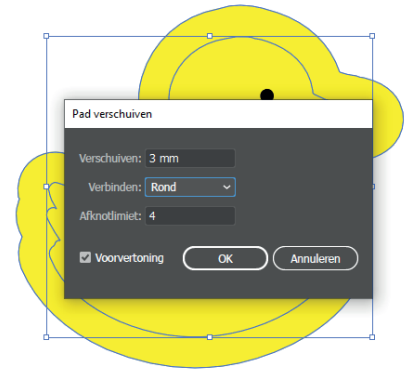 Pad verschuiven
Verschuiven: 3 mm
Verbinden: Rond
Afknotlimiet: 4
Voorvertoning OK Annuleren